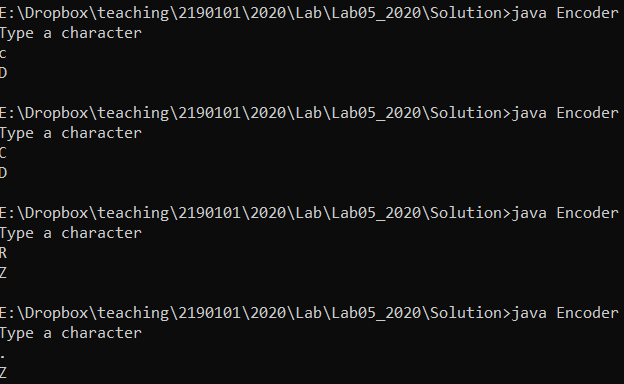 E:\Dropbox\teaching\2190101\2020\Lab\Lab05_2020\Solution>java Encoder
Type a character
c
D
E:\Dropbox\teaching\2190101\2020\Lab\Lab05_2020\Solution>java Encoder
Type a character
C
D
E:\Dropbox\teaching\2190101\2020\Lab\Lab05_2020\Solution>java Encoder
Type a character
R
Z
E:\Dropbox\teaching\2190101\2020\Lab\Lab05_2020\Solution>java Encoder
Type a character
.
Z